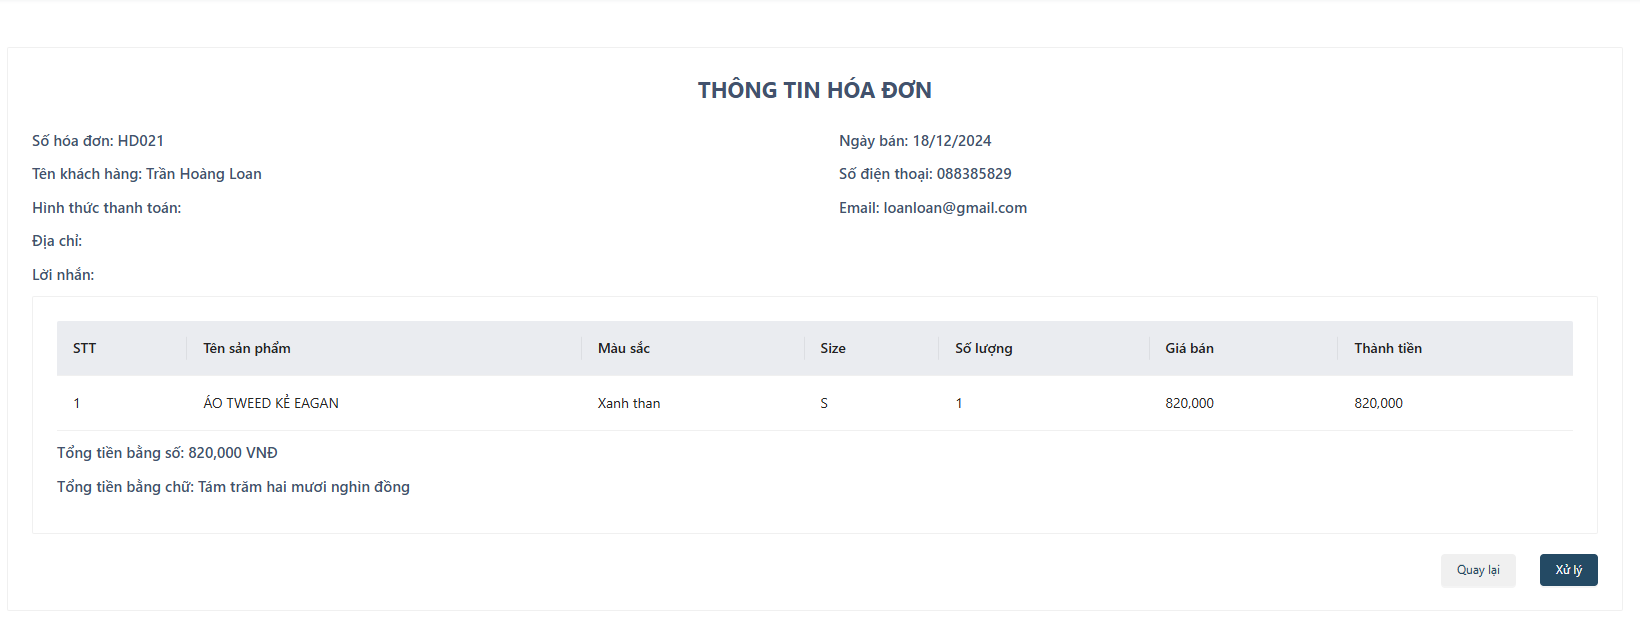 THÔNG TIN HÓA ĐƠN
Số hóa đơn: HD021
Ngày bán: 18/12/2024
Tên khách hàng: Trần Hoàng Loan
Số điện thoại: 088385829
Hình thức thanh toán:
Email: loanloan@gmail.com
Địa chỉ:
Lời nhắn:
STT Tên sản phẩm Màu sắc Size Số lượng Giá bán Thành tiền
1 ÁO TWEED KẺ EAGAN Xanh than S 1 820,000 820,000
Tổng tiền bằng số: 820,000 VNĐ
Tổng tiền bằng chữ: Tám trăm hai mươi nghìn đồng
Quay lại Xử lý